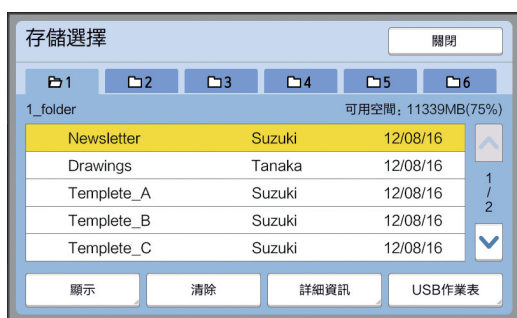 存儲選擇 關閉
1 2 3 4 5 6
1_folder 可用空間: 11339MB(75%)
Newsletter Suzuki 12/08/16
Drawings Tanaka 12/08/16
Templete_A Suzuki 12/08/16
Templete_B Suzuki 12/08/16
Templete_C Suzuki 12/08/16
1
/
2
顯示 清除 詳細資訊 USB作業表